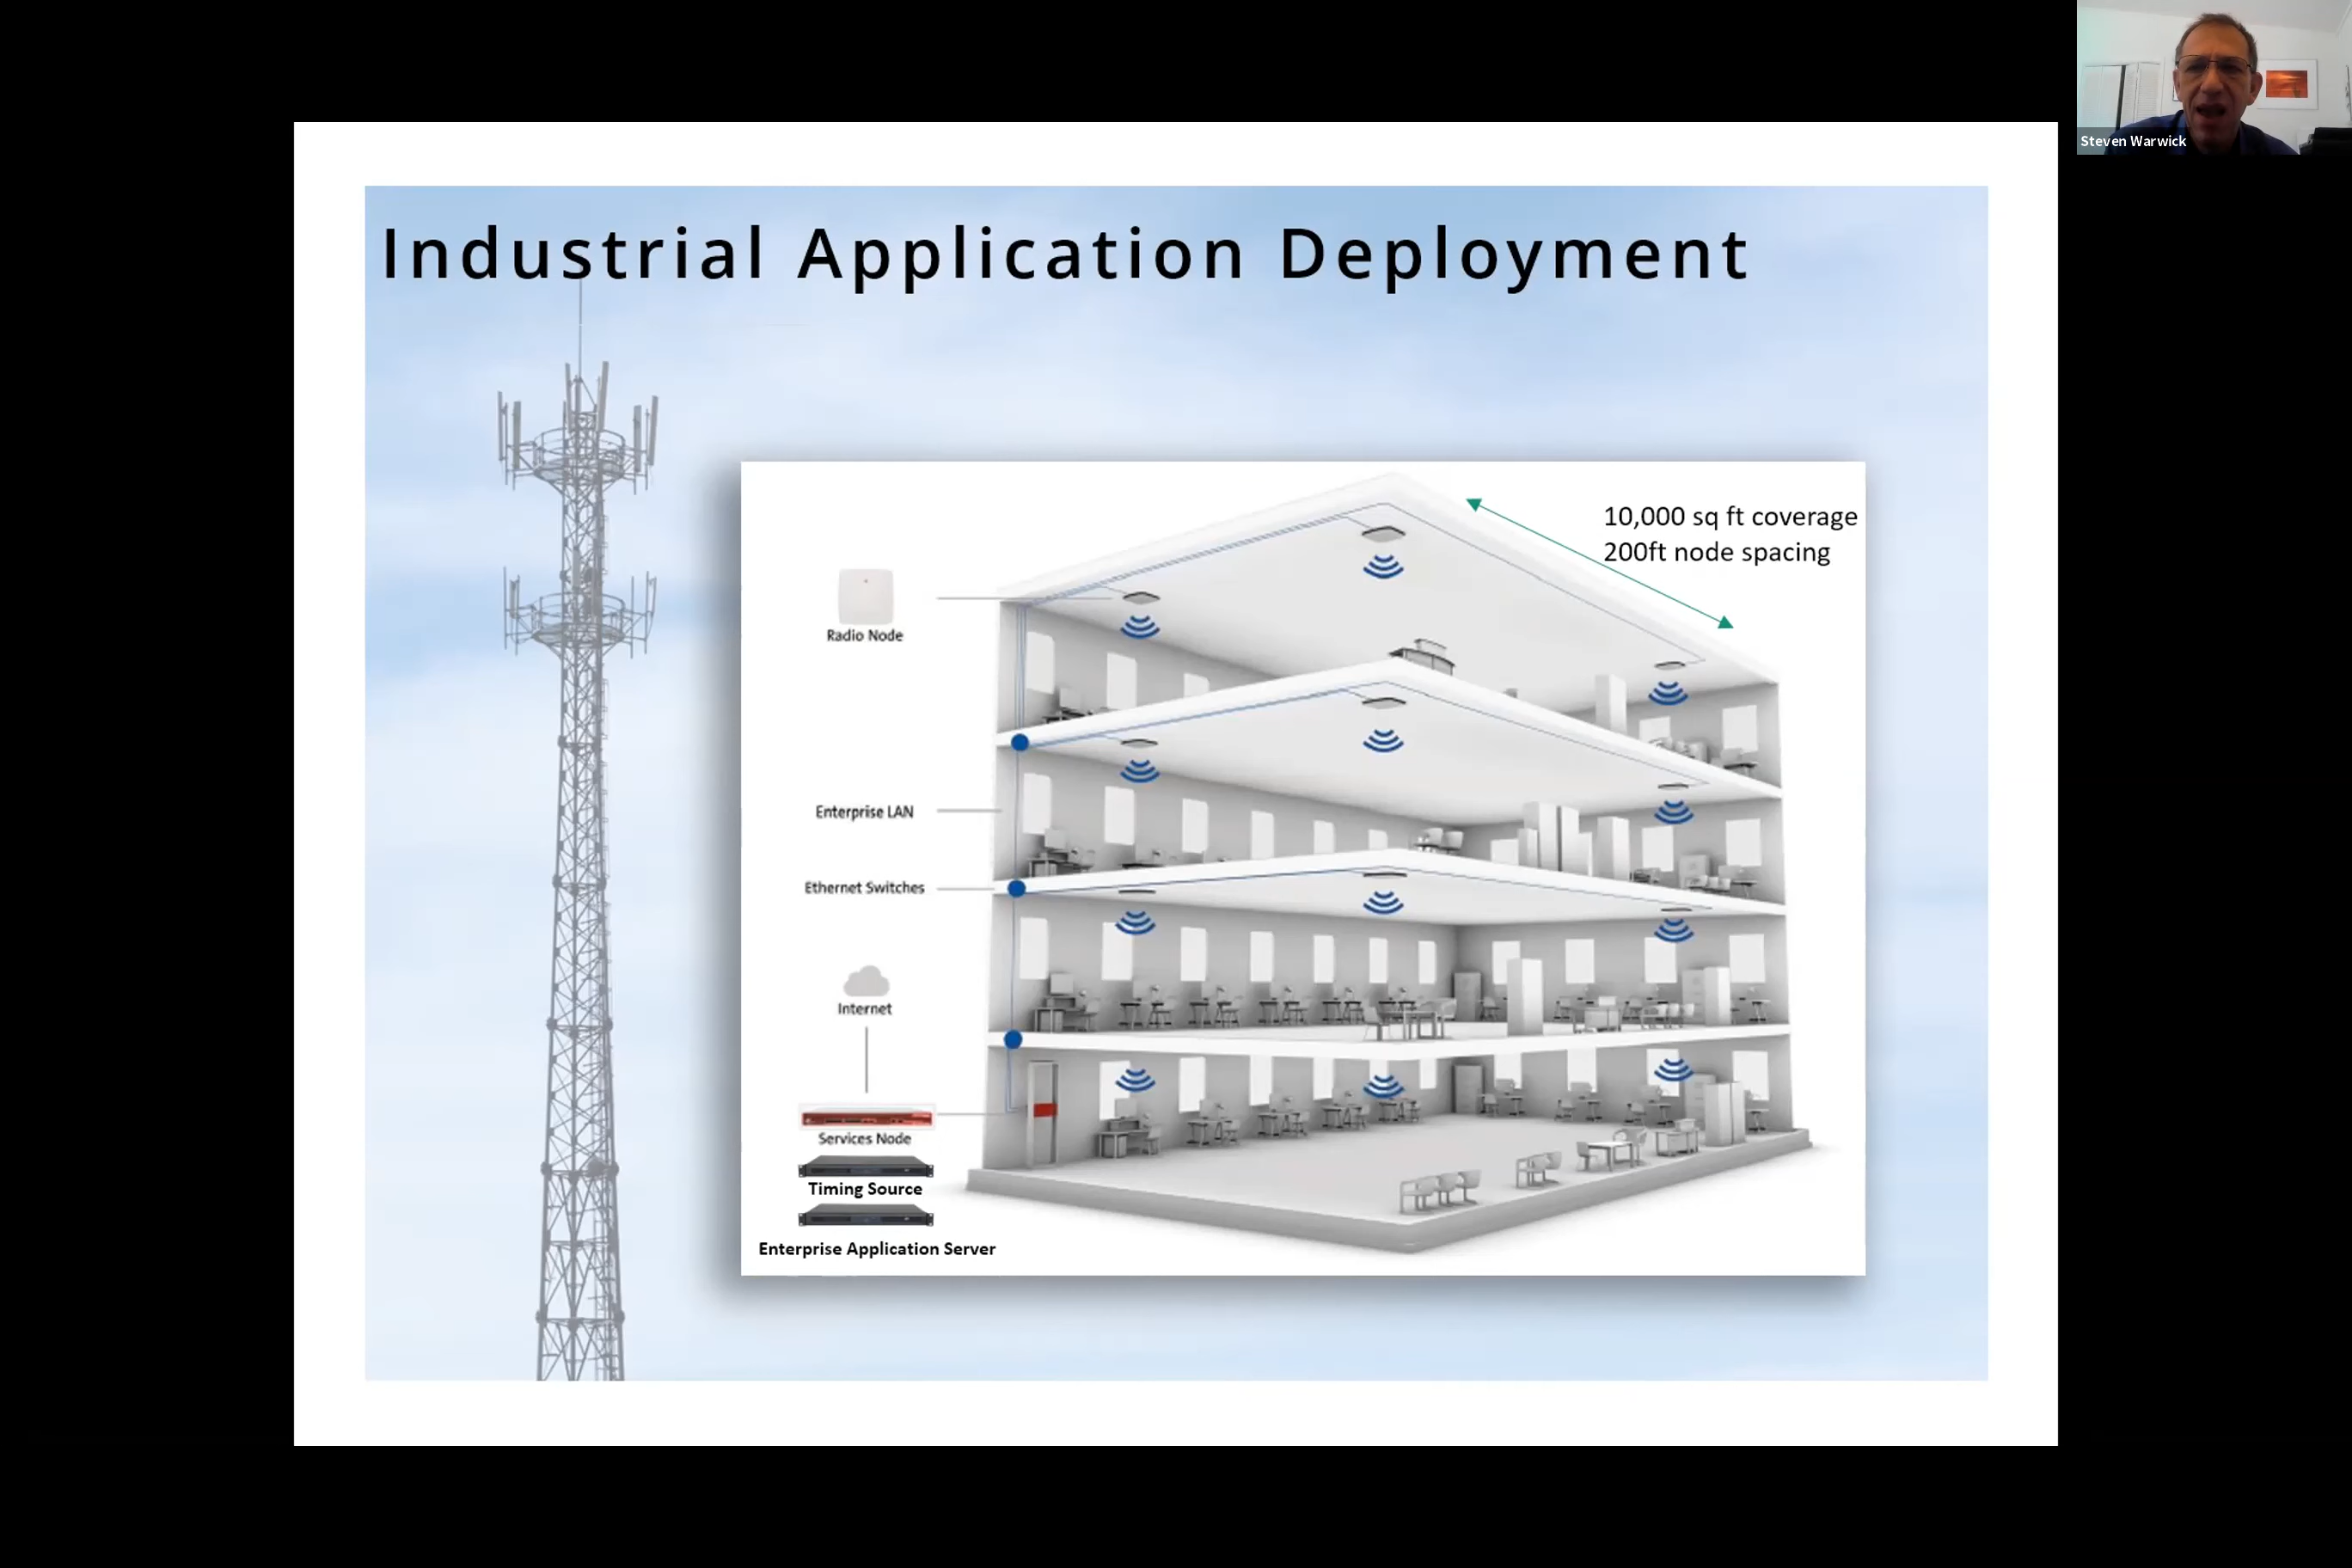 Steven Warwick
Industrial Application Deployment
10,000 sq ft coverage
200ft node spacing
Radio Node
Enterprise LAN
Ethernet Switches
Internet
Services Node
Timing Source
Enterprise Application Server